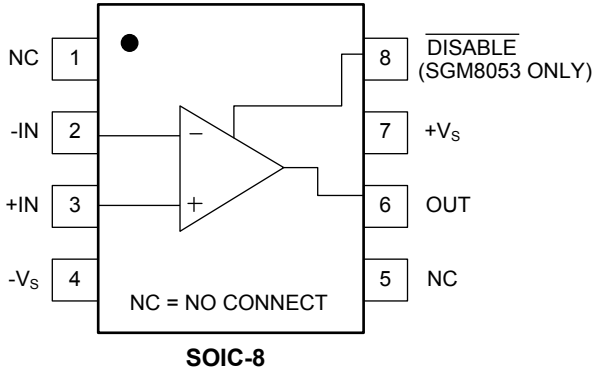 NC 1
-IN 2
+IN 3
-VS 4
8 DISABLE
(SGM8053 ONLY)
7 +VS
6 OUT
5 NC
−
+
NC = NO CONNECT
SOIC-8